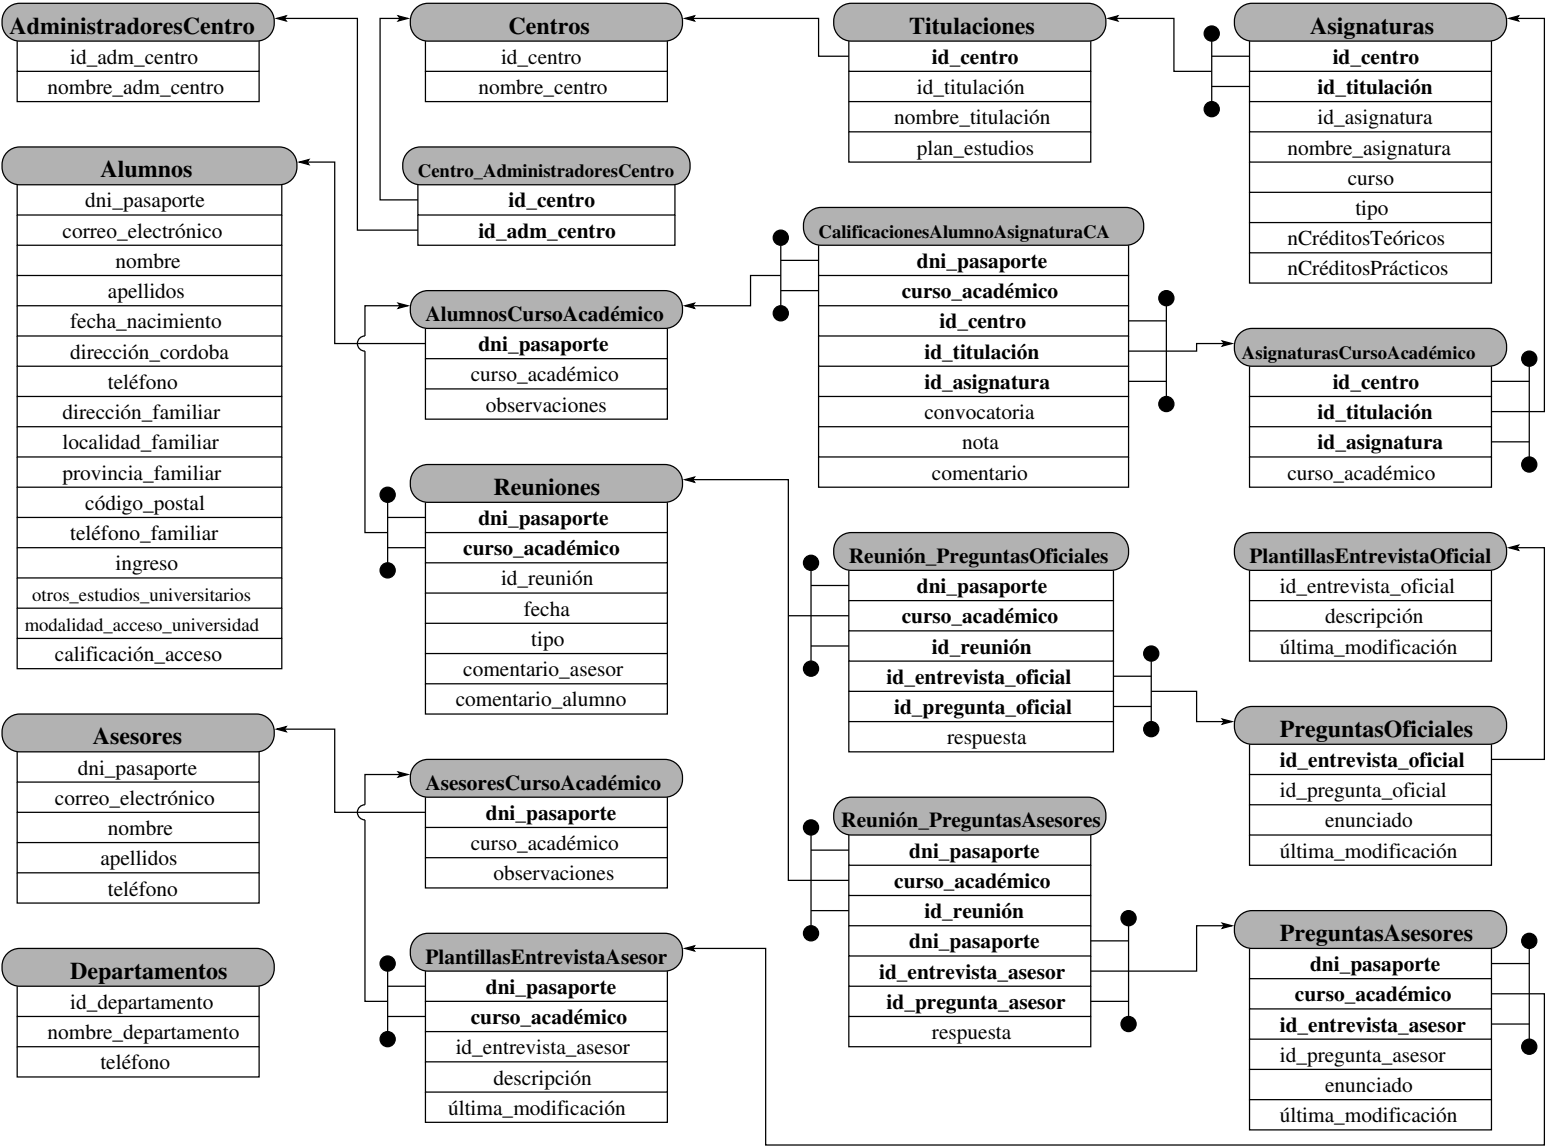 AdministradoresCentro
id_adm_centro
nombre_adm_centro
Centros
id_centro
nombre_centro
Titulaciones
id_centro
id_titulación
nombre_titulación
plan_estudios
Asignaturas
id_centro
id_titulación
id_asignatura
nombre_asignatura
curso
tipo
nCréditosTeóricos
nCréditosPrácticos
Alumnos
dni_pasaporte
correo_electrónico
nombre
apellidos
fecha_nacimiento
dirección_cordoba
teléfono
dirección_familiar
localidad_familiar
provincia_familiar
código_postal
teléfono_familiar
ingreso
otros_estudios_universitarios
modalidad_acceso_universidad
calificación_acceso
Centro_AdministradoresCentro
id_centro
id_adm_centro
CalificacionesAlumnoAsignaturaCA
dni_pasaporte
curso_académico
id_centro
id_titulación
id_asignatura
convocatoria
nota
comentario
AlumnosCursoAcadémico
dni_pasaporte
curso_académico
observaciones
AsignaturasCursoAcadémico
id_centro
id_titulación
id_asignatura
curso_académico
Reuniones
dni_pasaporte
curso_académico
id_reunión
fecha
tipo
comentario_asesor
comentario_alumno
Reunión_PreguntasOficiales
dni_pasaporte
curso_académico
id_reunión
id_entrevista_oficial
id_pregunta_oficial
respuesta
PlantillasEntrevistaOficial
id_entrevista_oficial
descripción
última_modificación
Asesores
dni_pasaporte
correo_electrónico
nombre
apellidos
teléfono
AsesoresCursoAcadémico
dni_pasaporte
curso_académico
observaciones
PreguntasOficiales
id_entrevista_oficial
id_pregunta_oficial
enunciado
última_modificación
Reunión_PreguntasAsesores
dni_pasaporte
curso_académico
id_reunión
dni_pasaporte
id_entrevista_asesor
id_pregunta_asesor
respuesta
Departamentos
id_departamento
nombre_departamento
teléfono
PlantillasEntrevistaAsesor
dni_pasaporte
curso_académico
id_entrevista_asesor
descripción
última_modificación
PreguntasAsesores
dni_pasaporte
curso_académico
id_entrevista_asesor
id_pregunta_asesor
enunciado
última_modificación